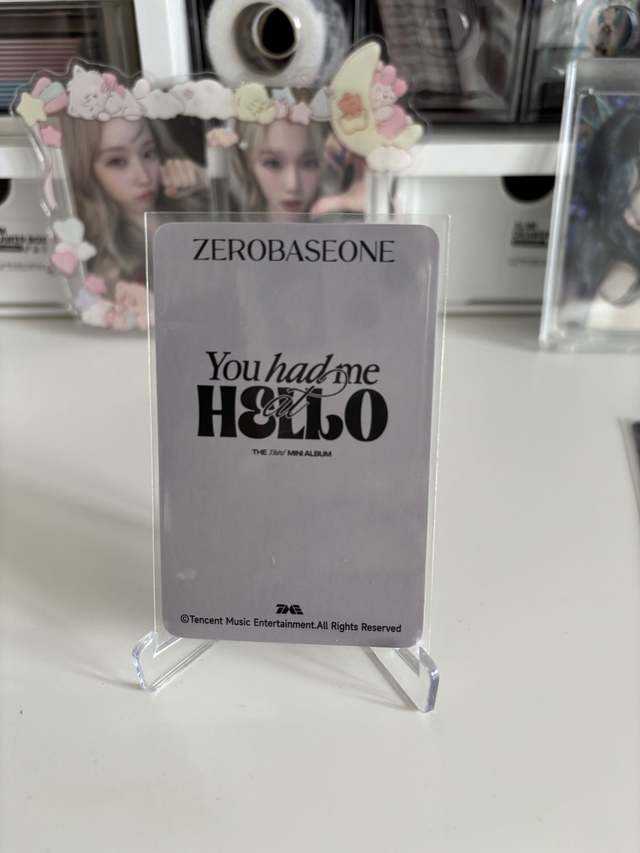 ZEROBASEONE
You had me
at
HELLO
THE Third MINI ALBUM
TME
©Tencent Music Entertainment.All Rights Reserved